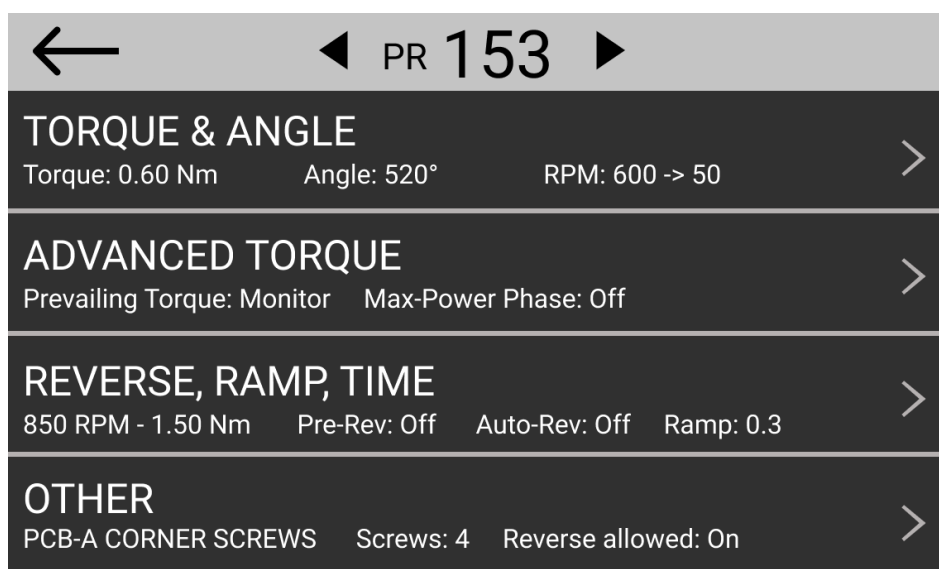 PR 153
TORQUE & ANGLE
Torque: 0.60 Nm Angle: 520° RPM: 600 -> 50
ADVANCED TORQUE
Prevailing Torque: Monitor Max-Power Phase: Off
REVERSE, RAMP, TIME
850 RPM - 1.50 Nm Pre-Rev: Off Auto-Rev: Off Ramp: 0.3
OTHER
PCB-A CORNER SCREWS Screws: 4 Reverse allowed: On